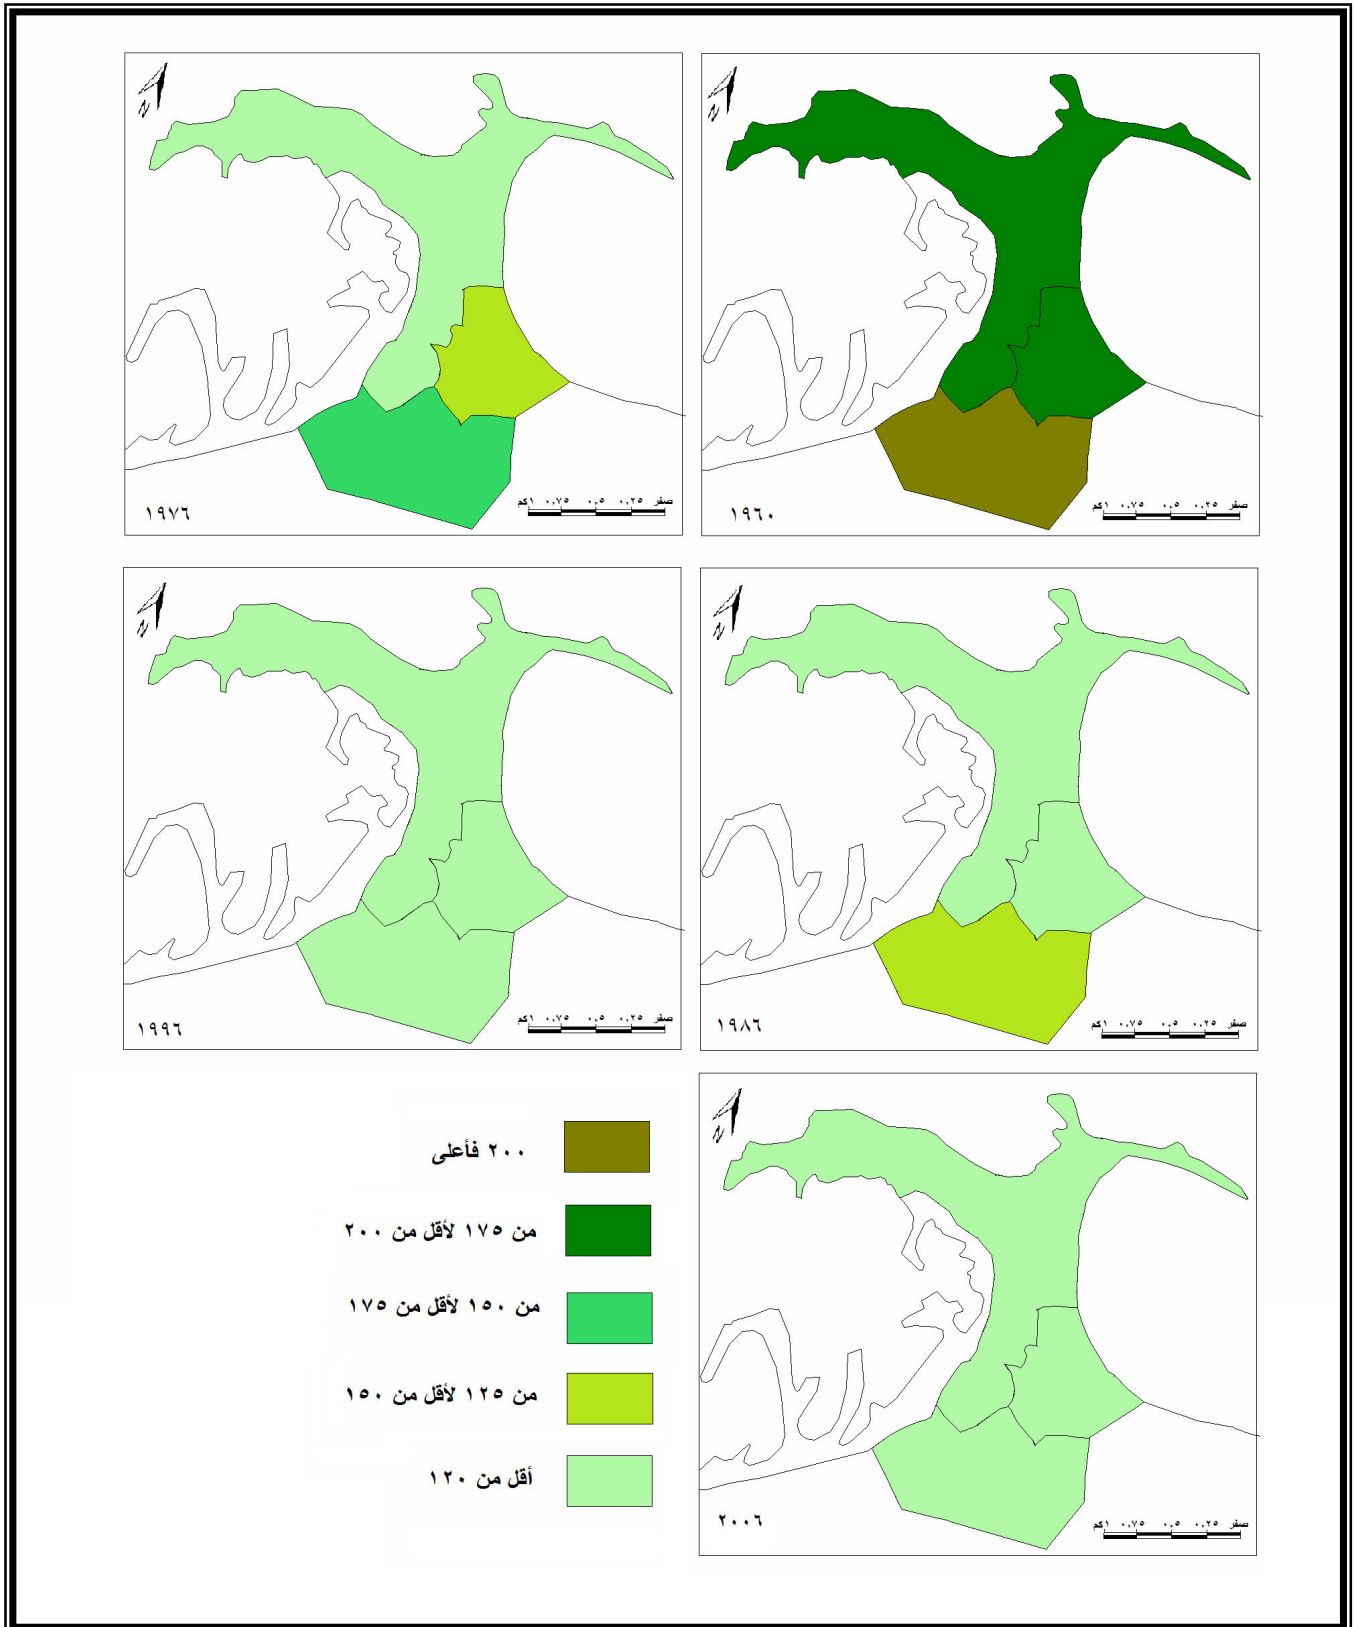 N
صفر ٠.٢٥ ٠.٥ ٠.٧٥ ١كم
١٩٦٠
N
صفر ٠.٢٥ ٠.٥ ٠.٧٥ ١كم
١٩٧٦
N
صفر ٠.٢٥ ٠.٥ ٠.٧٥ ١كم
١٩٨٦
N
صفر ٠.٢٥ ٠.٥ ٠.٧٥ ١كم
١٩٩٦
N
صفر ٠.٢٥ ٠.٥ ٠.٧٥ ١كم
٢٠٠٦
٢٠٠ فأعلى
من ١٧٥ لأقل من ٢٠٠
من ١٥٠ لأقل من ١٧٥
من ١٢٥ لأقل من ١٥٠
أقل من ١٢٠